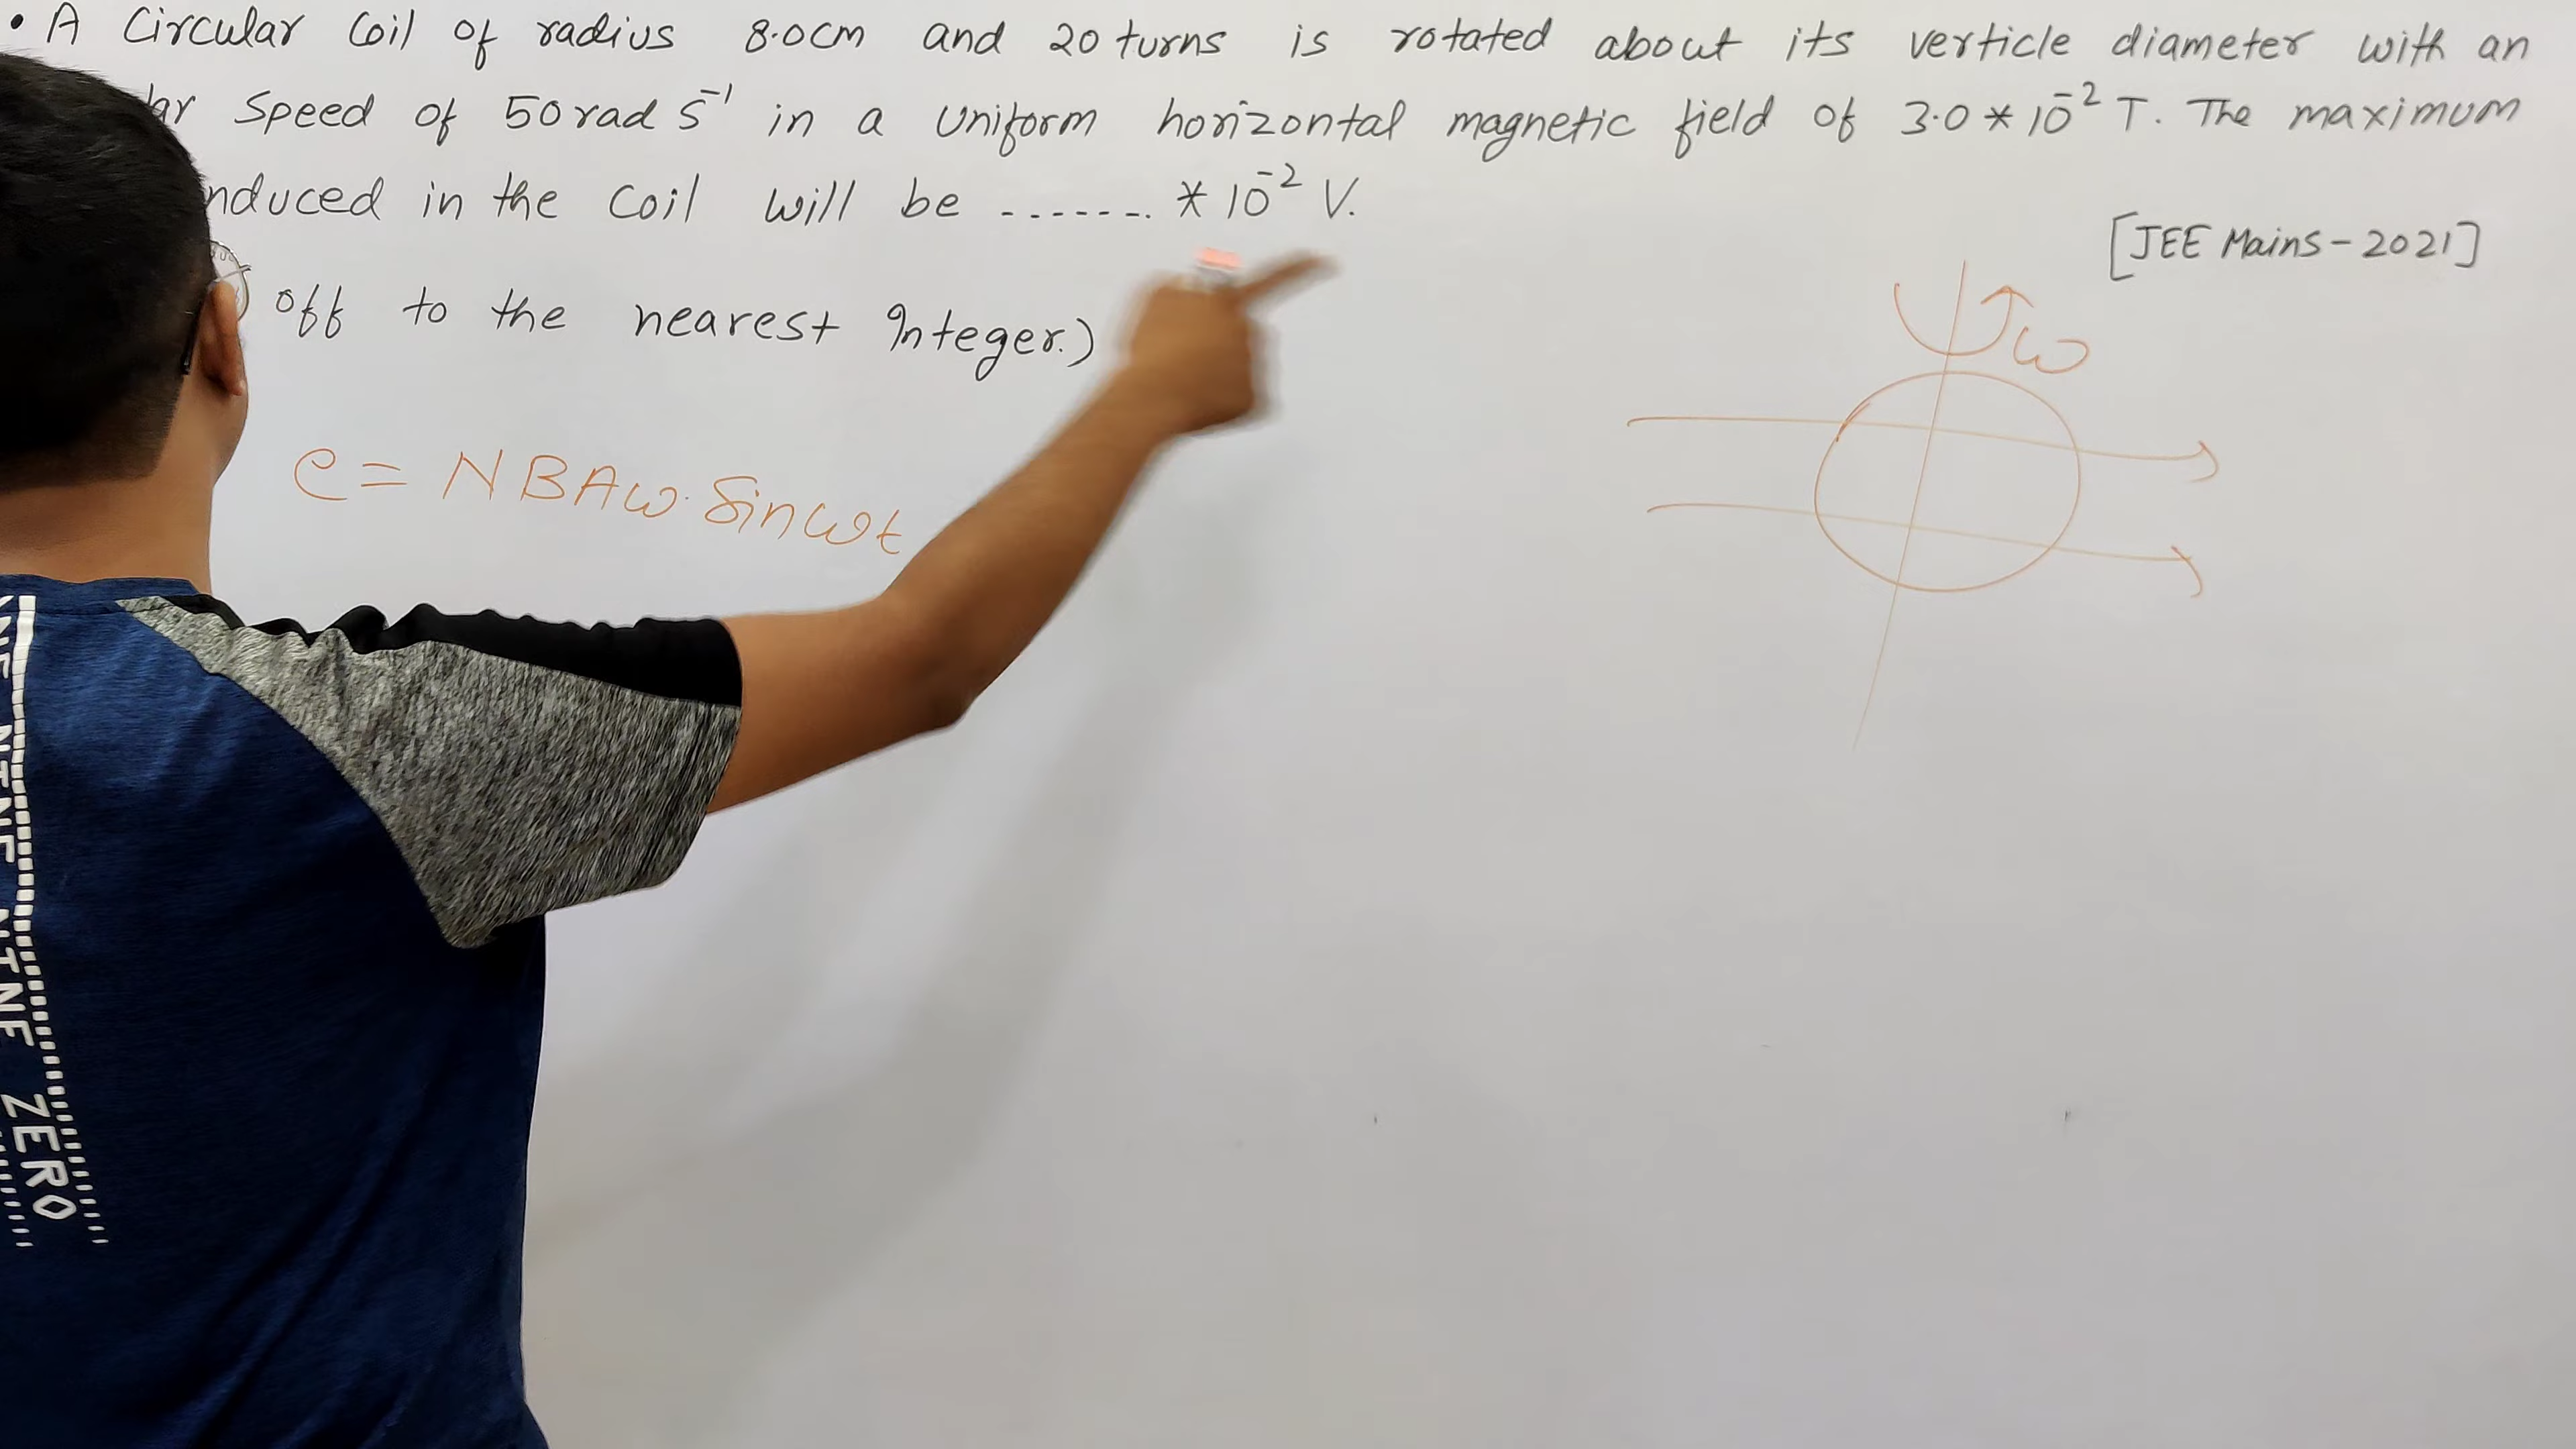 • A Circular Coil of radius 8.0cm and 20 turns is rotated about its verticle diameter with an
Speed of 50 rad s⁻¹ in a Uniform horizontal magnetic field of 3.0 * 10⁻² T. The maximum
nduced in the Coil will be ------- * 10⁻² V.
[JEE Mains - 2021]
off to the nearest Integer.)
ω
e = NBAω. Sinωt
ZERO